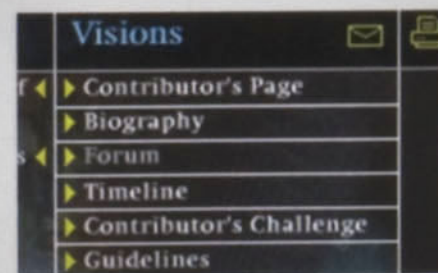 Visions
f
Contributor's Page
Biography
s
Forum
Timeline
Contributor's Challenge
Guidelines